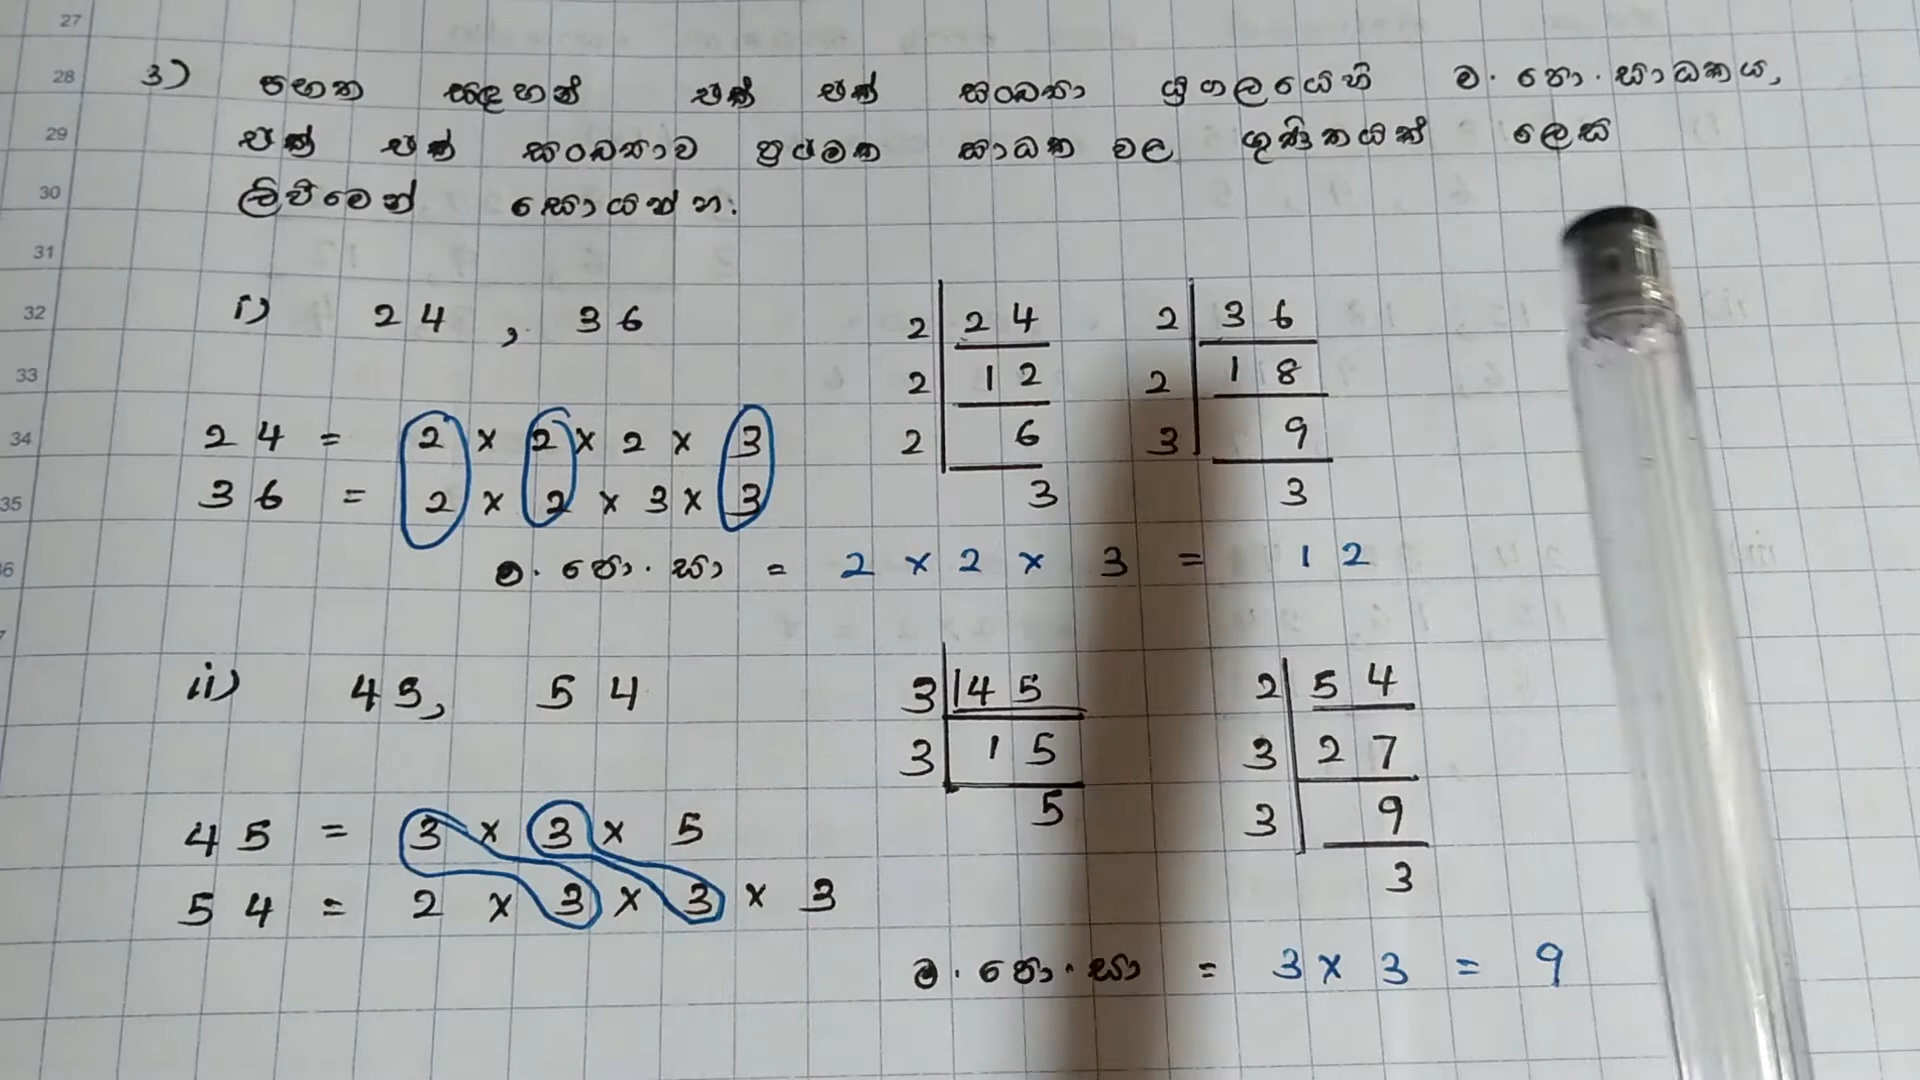 27
28 3) පහත සඳහන් එක් එක් සංඛ්‍යා යුගලයෙහි ම. පො. සාධකය,
29 එක් එක් සංඛ්‍යාව ප්‍රථමක සාධක වල ගුණිතයක් ලෙස
30 ලිවීමෙන් සොයන්න.
31
32 i) 24 , 36 2 24 2 36
33 2 12 2 18
34 24 = 2 x 2 x 2 x 3 2 6 3 9
35 36 = 2 x 2 x 3 x 3 3 3
ම. පො. සා = 2 x 2 x 3 = 12
ii) 45, 54 3 45 2 54
3 15 3 27
45 = 3 x 3 x 5 5 3 9
54 = 2 x 3 x 3 x 3 3
ම. පො. සා = 3 x 3 = 9